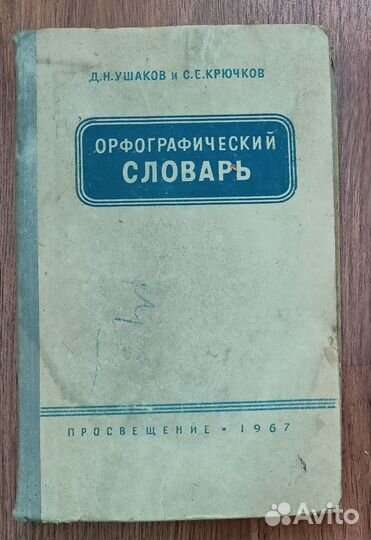 Д.Н.УШАКОВ и С.Е.КРЮЧКОВ
ОРФОГРАФИЧЕСКИЙ
СЛОВАРЬ
ПРОСВЕЩЕНИЕ • 1967
Avito